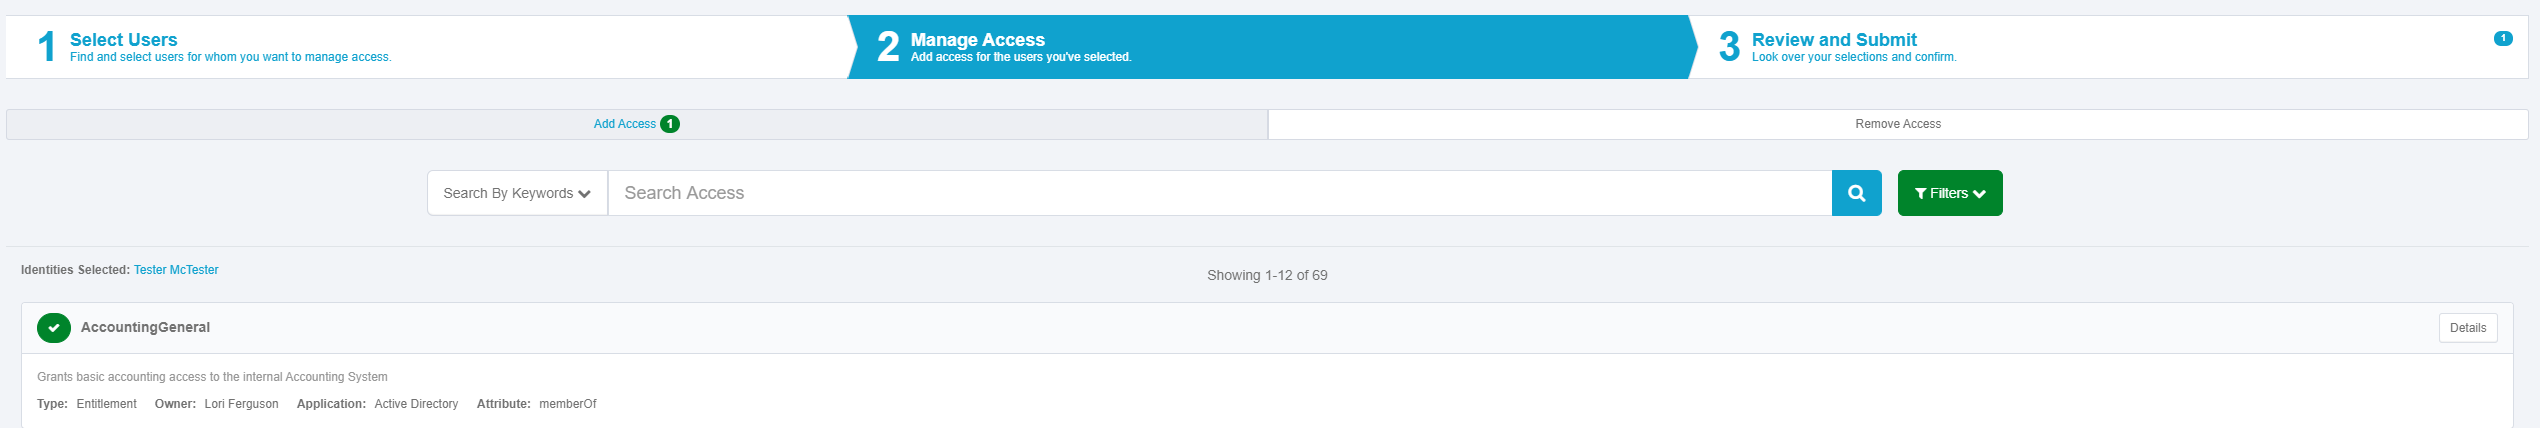 1 Select Users
Find and select users for whom you want to manage access.
2 Manage Access
Add access for the users you've selected.
3 Review and Submit
Look over your selections and confirm.
1
Add Access 1
Remove Access
Search By Keywords
Search Access
Filters
Identities Selected: Tester McTester
Showing 1-12 of 69
AccountingGeneral
Details
Grants basic accounting access to the internal Accounting System
Type: Entitlement Owner: Lori Ferguson Application: Active Directory Attribute: memberOf